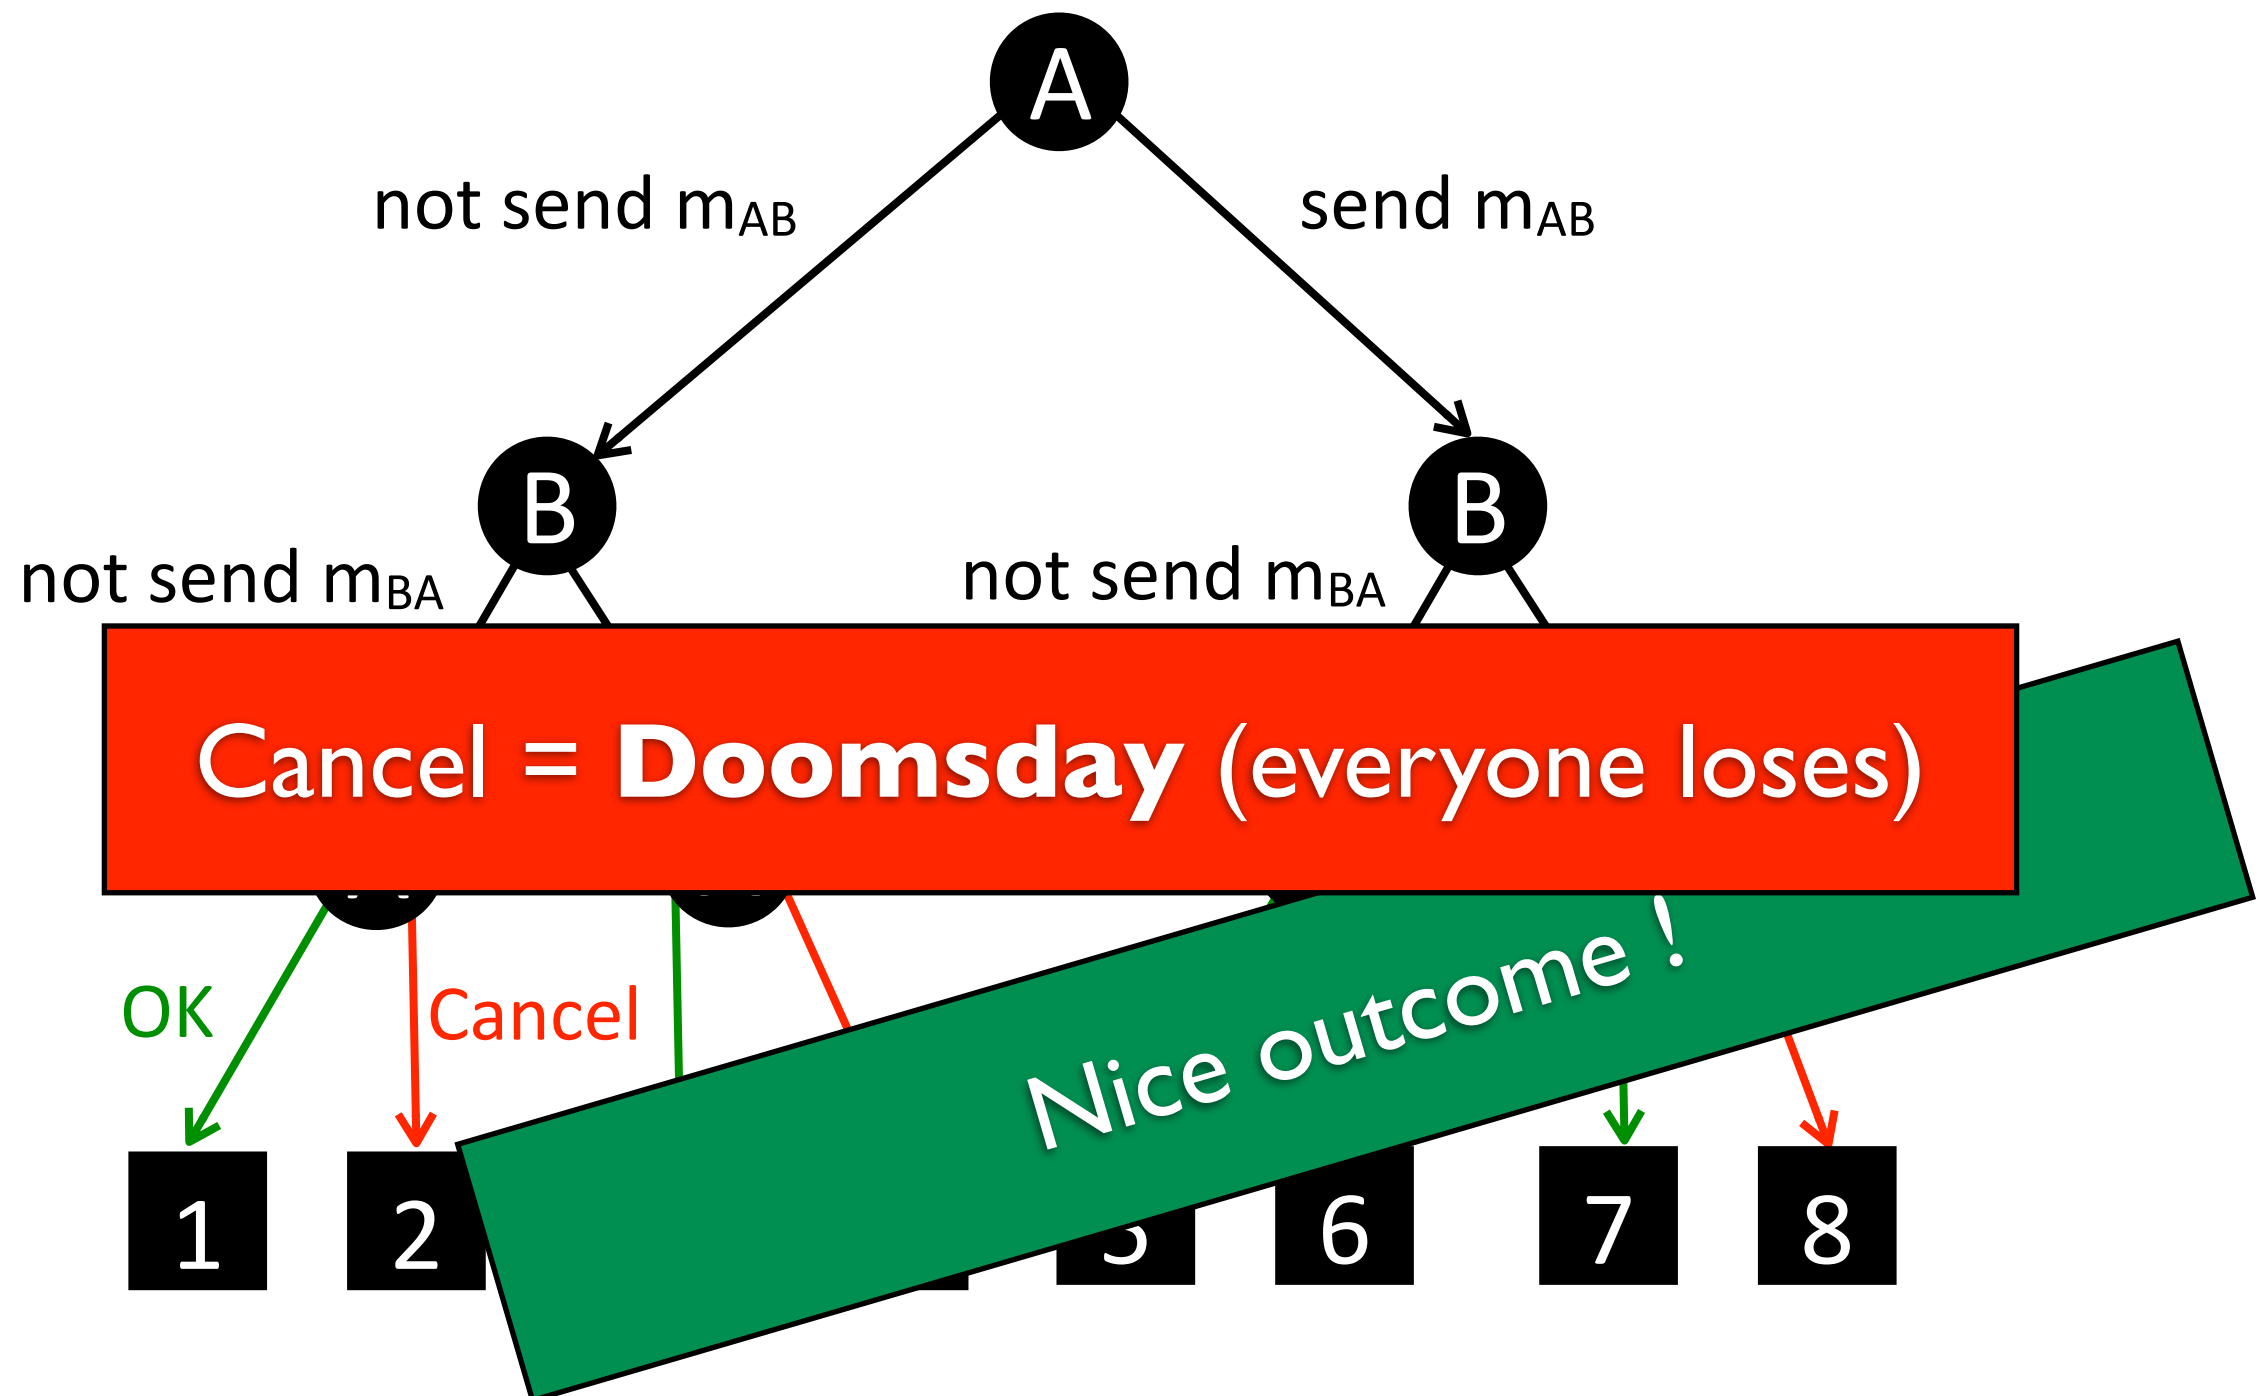 A
not send mAB
send mAB
B
B
not send mBA
not send mBA
Cancel = Doomsday (everyone loses)
Nice outcome !
OK
Cancel
1
2
6
7
8